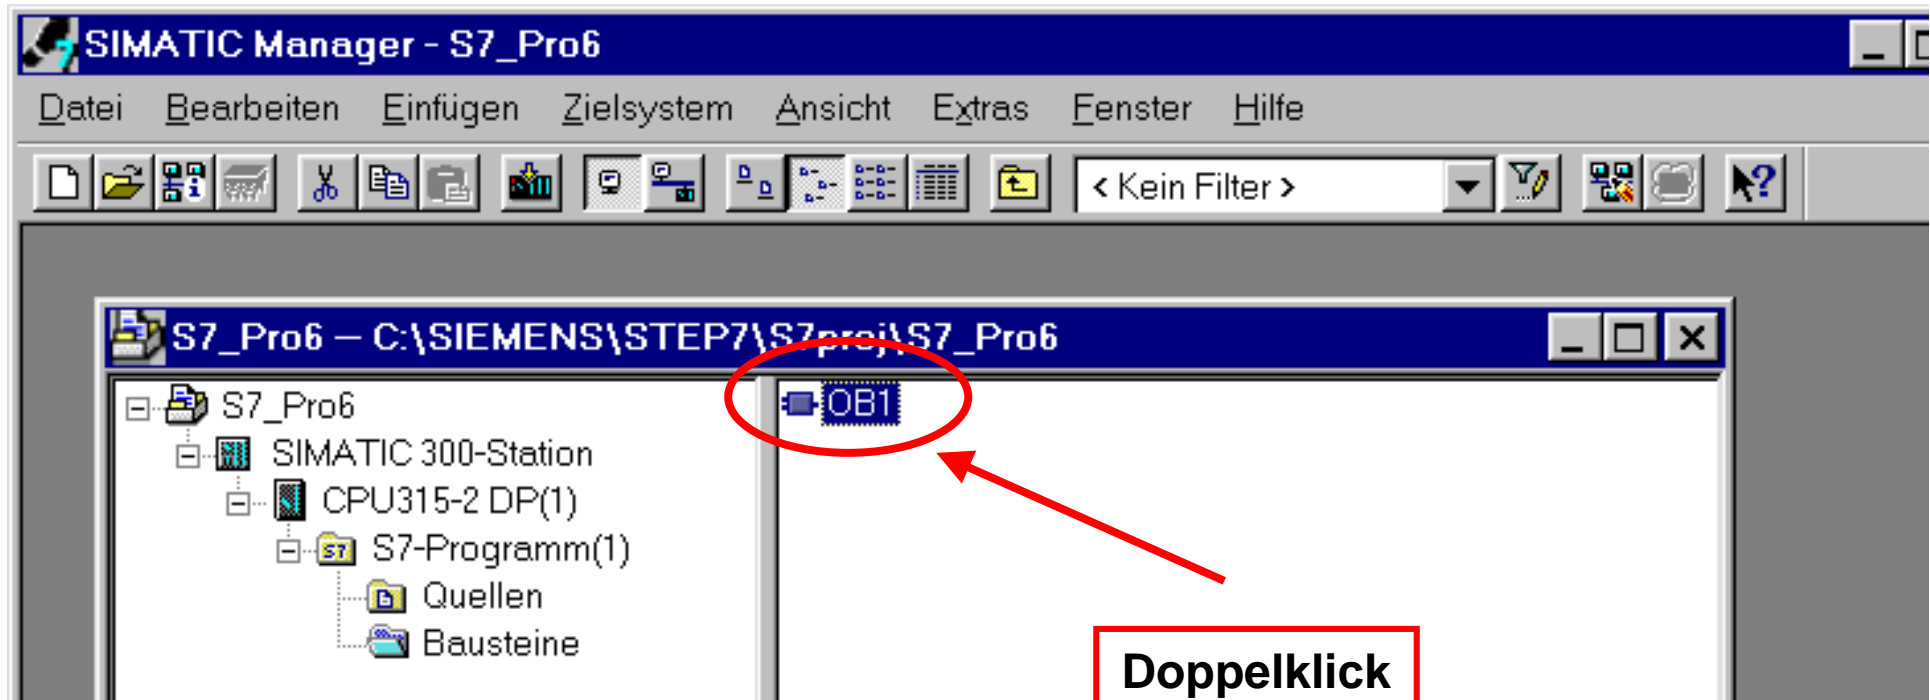 SIMATIC Manager - S7_Pro6
Datei Bearbeiten Einfügen Zielsystem Ansicht Extras Fenster Hilfe
< Kein Filter >
S7_Pro6 – C:\SIEMENS\STEP7\S7proj\S7_Pro6
S7_Pro6
SIMATIC 300-Station
CPU315-2 DP(1)
S7-Programm(1)
Quellen
Bausteine
OB1
Doppelklick